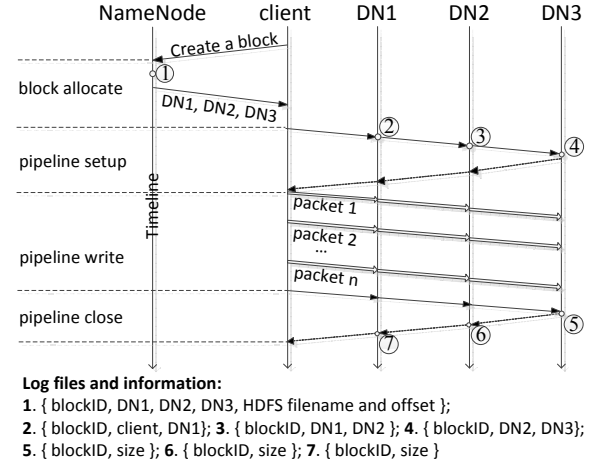 NameNode client DN1 DN2 DN3
Create a block
1
block allocate
DN1, DN2, DN3
2
3
4
pipeline setup
Timeline
packet 1
packet 2
...
pipeline write
packet n
pipeline close
5
6
7
Log files and information:
1. { blockID, DN1, DN2, DN3, HDFS filename and offset };
2. { blockID, client, DN1}; 3. { blockID, DN1, DN2 }; 4. { blockID, DN2, DN3};
5. { blockID, size }; 6. { blockID, size }; 7. { blockID, size }